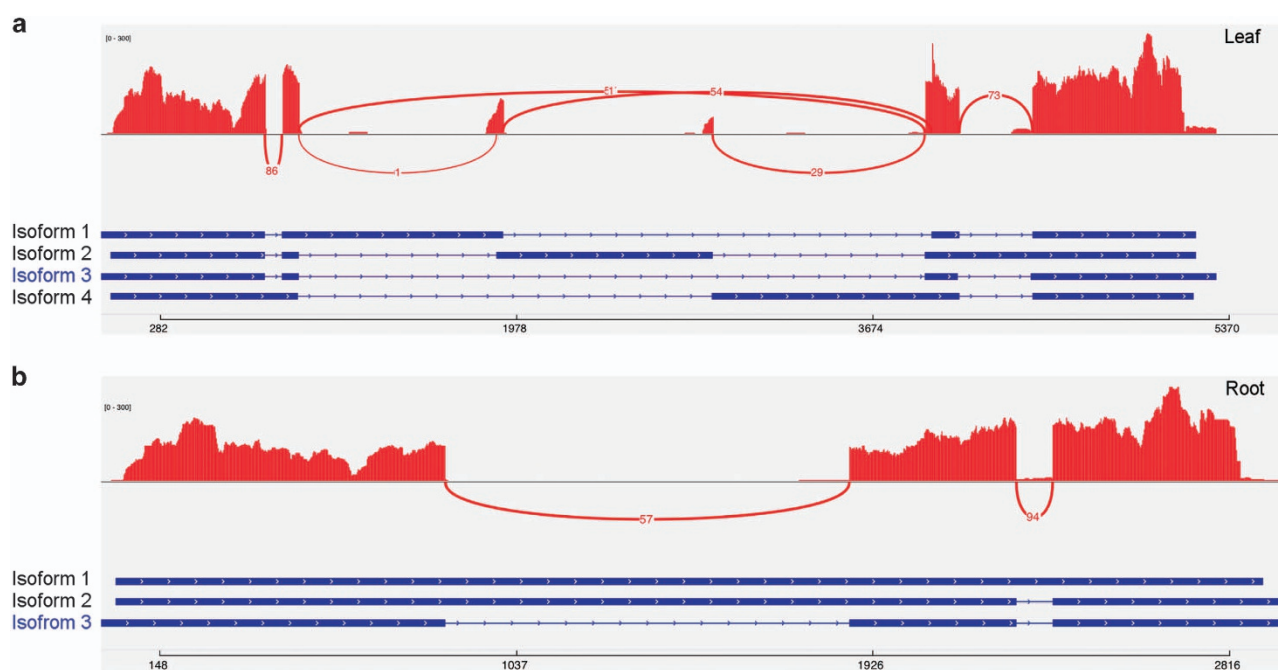 a
[0 - 300]
Leaf
54
73
86
1
29
Isoform 1
Isoform 2
Isoform 3
Isoform 4
282 1978 3674 5370
b
[0 - 300]
Root
57
94
Isoform 1
Isoform 2
Isofrom 3
148 1037 1926 2816